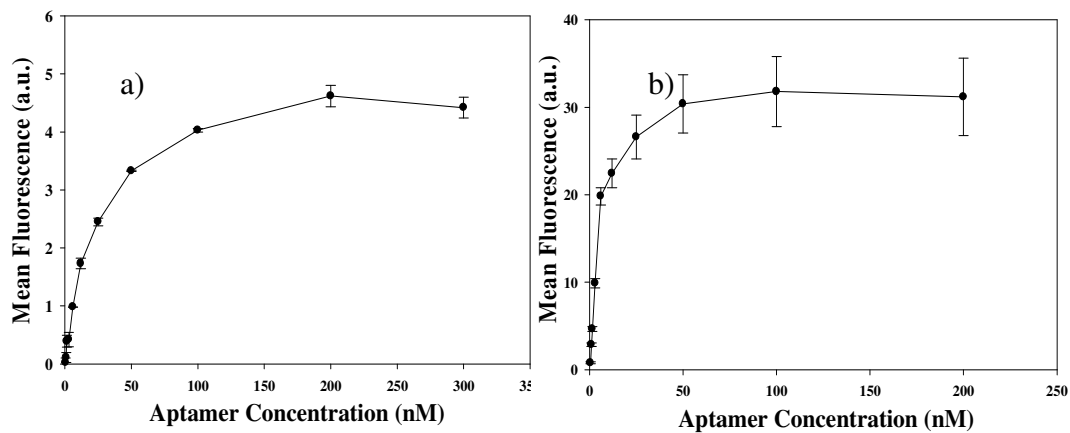 6
5
4
3
2
1
0
a)
Mean Fluorescence (a.u.)
0 50 100 150 200 250 300 35
Aptamer Concentration (nM)
40
30
20
10
0
b)
Mean Fluorescence (a.u.)
0 50 100 150 200 250
Aptamer Concentration (nM)